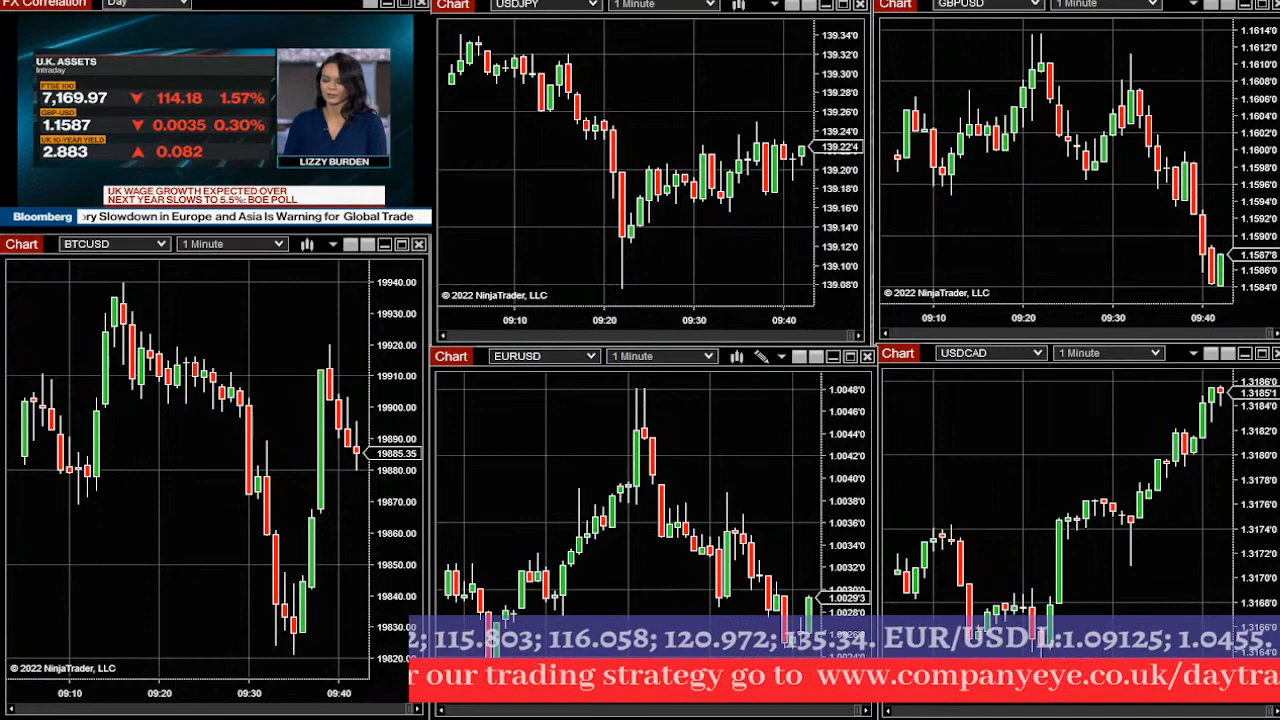 FX Correlation
Day
U.K. ASSETS
Intraday
FTSE 100
7,169.97 114.18 1.57%
GBP-USD
1.1587 0.0035 0.30%
UK 10-YEAR YIELD
2.883 0.082
LIZZY BURDEN
UK WAGE GROWTH EXPECTED OVER
NEXT YEAR SLOWS TO 5.5%: BOE POLL
Bloomberg ry Slowdown in Europe and Asia Is Warning for Global Trade
Chart USDJPY 1 Minute
139.34'0
139.32'0
139.30'0
139.26'0
139.24'0
139.22'4
139.20'0
139.18'0
139.16'0
139.14'0
139.12'0
139.10'0
139.08'0
© 2022 NinjaTrader, LLC
09:10 09:20 09:30 09:40
Chart GBPUSD 1 Minute
1.1614'0
1.1610'0
1.1608'0
1.1606'0
1.1604'0
1.1602'0
1.1600'0
1.1598'0
1.1596'0
1.1592'0
1.1590'0
1.1587'8
1.1586'0
1.1584'0
© 2022 NinjaTrader, LLC
09:10 09:20 09:30 09:40
Chart BTCUSD 1 Minute
19940.00
19930.00
19920.00
19910.00
19900.00
19890.00
19885.35
19880.00
19870.00
19860.00
19850.00
19840.00
19830.00
19820.00
© 2022 NinjaTrader, LLC
09:10 09:20 09:30 09:40
Chart EURUSD 1 Minute
1.0048'0
1.0046'0
1.0044'0
1.0042'0
1.0040'0
1.0038'0
1.0036'0
1.0034'0
1.0032'0
1.0030'0
1.0029'3
1.0028'0
1.0026'0
Chart USDCAD 1 Minute
1.3186'0
1.3185'1
1.3182'0
1.3180'0
1.3178'0
1.3176'0
1.3172'0
1.3170'0
1.3168'0
1.3166'0
1.3164'0
2; 115.803; 116.058; 120.972; 135.34. EUR/USD L:1.09125; 1.0455.
r our trading strategy go to www.companyeye.co.uk/daytra